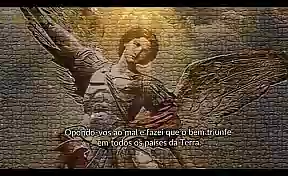 Opondo-vos ao mal e fazei que o bem triunfe
em todos os países da Terra.